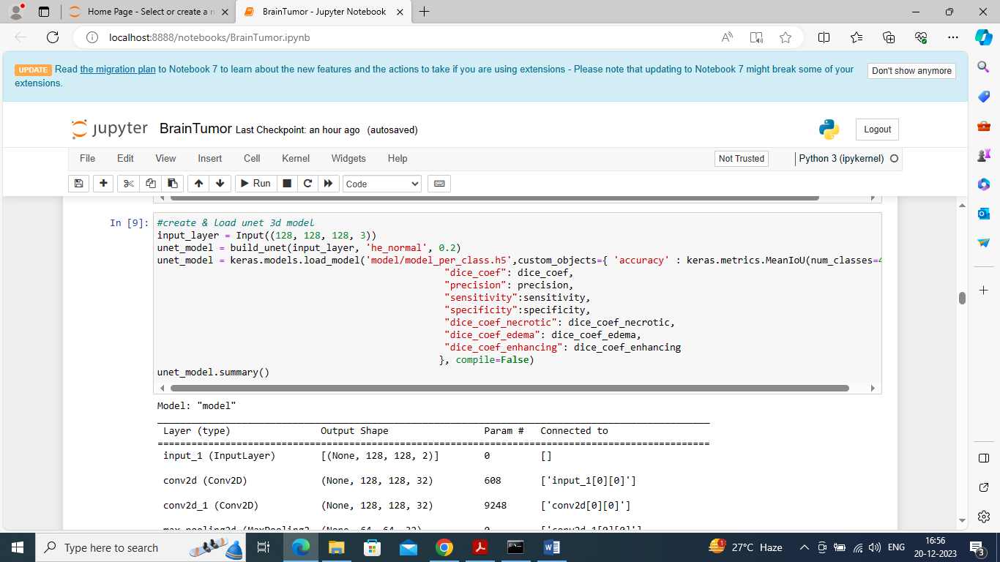 Home Page - Select or create a n
BrainTumor - Jupyter Notebook
localhost:8888/notebooks/BrainTumor.ipynb
UPDATE Read the migration plan to Notebook 7 to learn about the new features and the actions to take if you are using extensions - Please note that updating to Notebook 7 might break some of your
extensions.
Don't show anymore
jupyter BrainTumor Last Checkpoint: an hour ago (autosaved)
Logout
File Edit View Insert Cell Kernel Widgets Help
Not Trusted
Python 3 (ipykernel)
Run
Code
In [9]:
#create & load unet 3d model
input_layer = Input((128, 128, 128, 3))
unet_model = build_unet(input_layer, 'he_normal', 0.2)
unet_model = keras.models.load_model('model/model_per_class.h5',custom_objects={ 'accuracy' : keras.metrics.MeanIoU(num_classes=4
"dice_coef": dice_coef,
"precision": precision,
"sensitivity":sensitivity,
"specificity":specificity,
"dice_coef_necrotic": dice_coef_necrotic,
"dice_coef_edema": dice_coef_edema,
"dice_coef_enhancing": dice_coef_enhancing
}, compile=False)
unet_model.summary()
Model: "model"
Layer (type) Output Shape Param # Connected to
input_1 (InputLayer) [(None, 128, 128, 2)] 0 []
conv2d (Conv2D) (None, 128, 128, 32) 608 ['input_1[0][0]']
conv2d_1 (Conv2D) (None, 128, 128, 32) 9248 ['conv2d[0][0]']
max_pooling2d (MaxPooling2 (None, 64, 64, 32) 0 ['conv2d_1[0][0]']
Type here to search
1
27°C Haze
ENG
16:56
20-12-2023
3